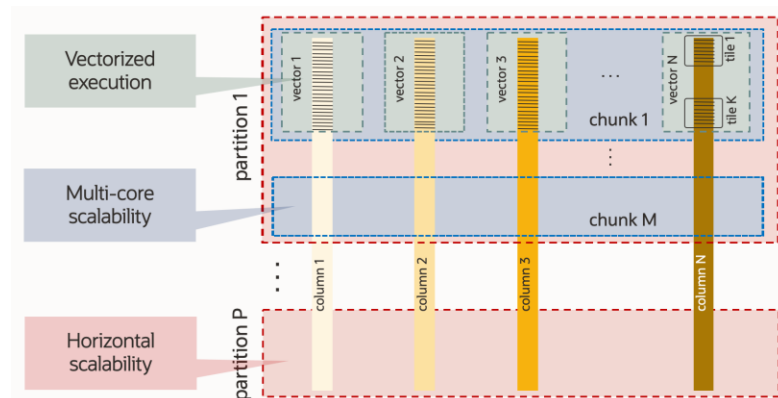 Vectorized
execution
Multi-core
scalability
Horizontal
scalability
partition 1
vector 1
vector 2
vector 3
...
vector N
tile 1
tile K
chunk 1
...
chunk M
...
column 1
column 2
column 3
column N
partition P